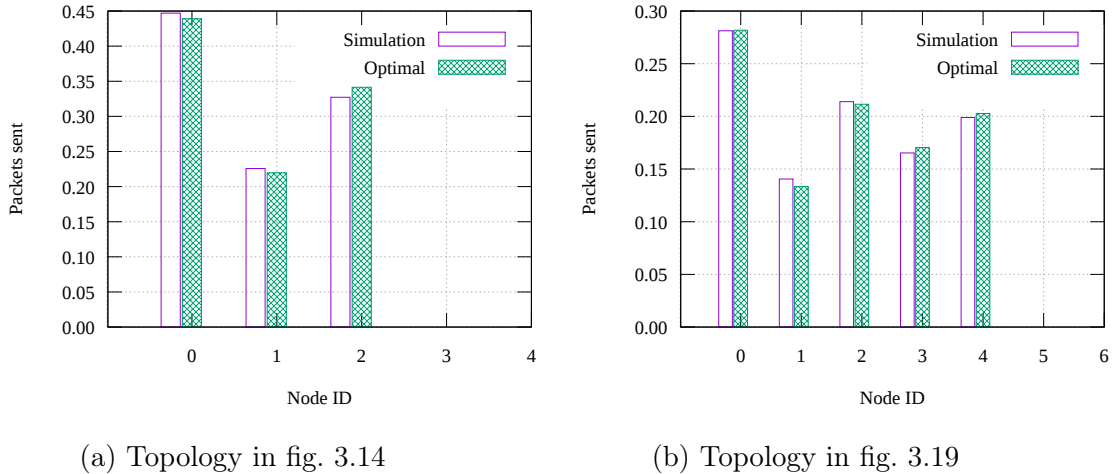 0.45
0.40
0.35
0.30
0.25
0.20
0.15
0.10
0.05
0.00
Packets sent
Simulation
Optimal
0 1 2 3 4
Node ID
(a) Topology in fig. 3.14
0.30
0.25
0.20
0.15
0.10
0.05
0.00
Packets sent
Simulation
Optimal
0 1 2 3 4 5 6
Node ID
(b) Topology in fig. 3.19